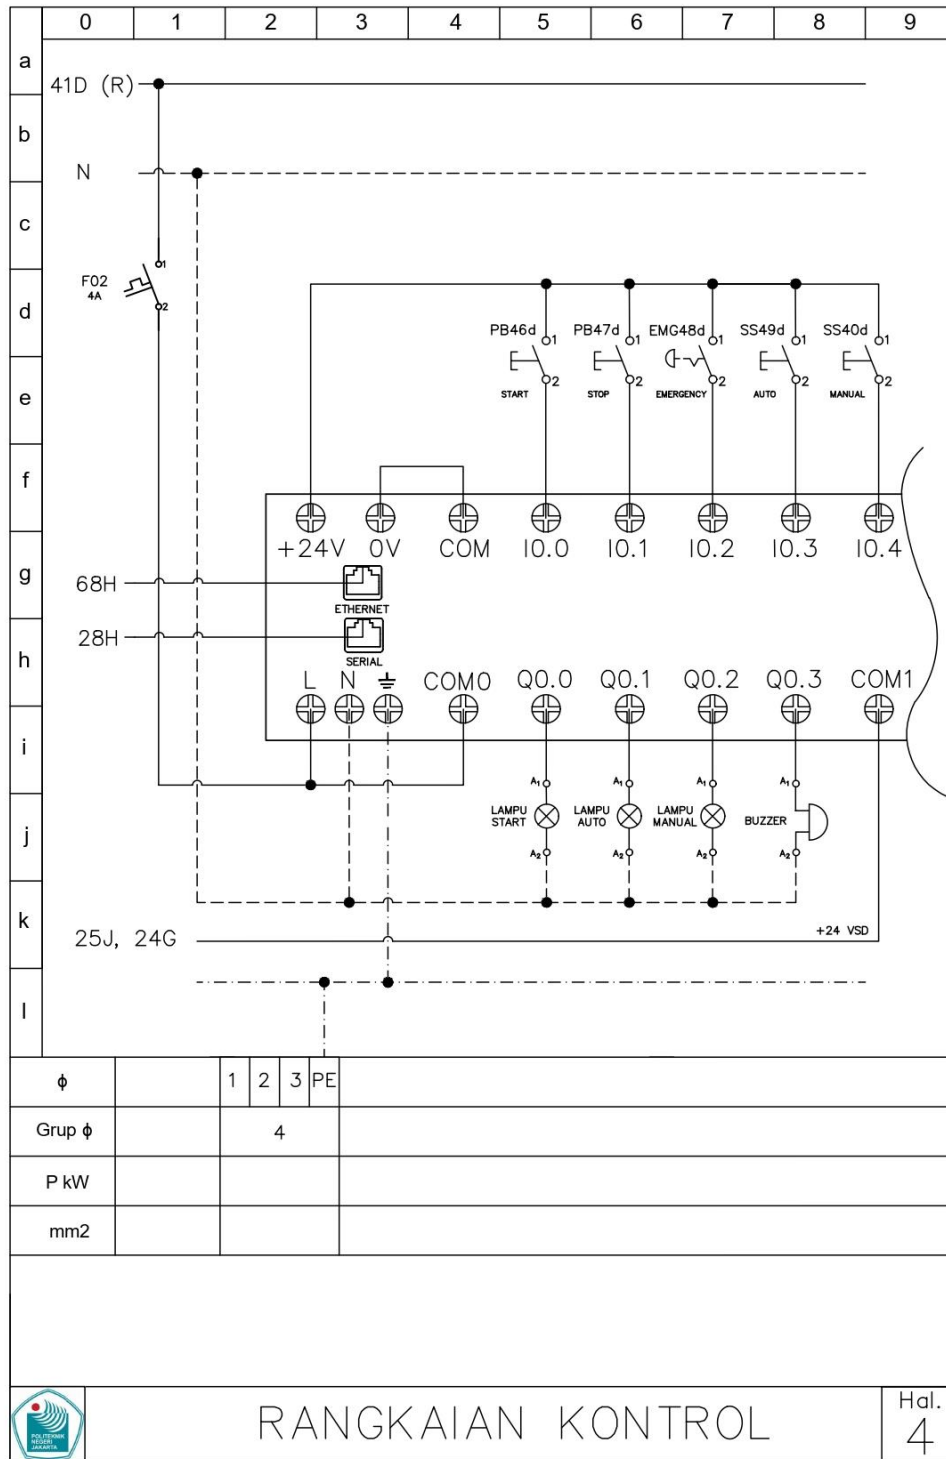 0 1 2 3 4 5 6 7 8 9
a
41D (R)
b
N
c
F02
4A
1
2
d
PB46d PB47d EMG48d SS49d SS40d
1 1 1 1 1
2 2 2 2 2
START STOP EMERGENCY AUTO MANUAL
e
f
+24V 0V COM I0.0 I0.1 I0.2 I0.3 I0.4
g
68H
ETHERNET
28H
h
SERIAL
L N COM0 Q0.0 Q0.1 Q0.2 Q0.3 COM1
i
A1 A1 A1 A1
LAMPU START
LAMPU AUTO
LAMPU MANUAL
BUZZER
j
A2 A2 A2 A2
k
25J, 24G
+24 VSD
l
ϕ 1 2 3 PE
Grup ϕ 4
P kW
mm2
POLITEKNIK
NEGERI
JAKARTA
RANGKAIAN KONTROL
Hal.
4